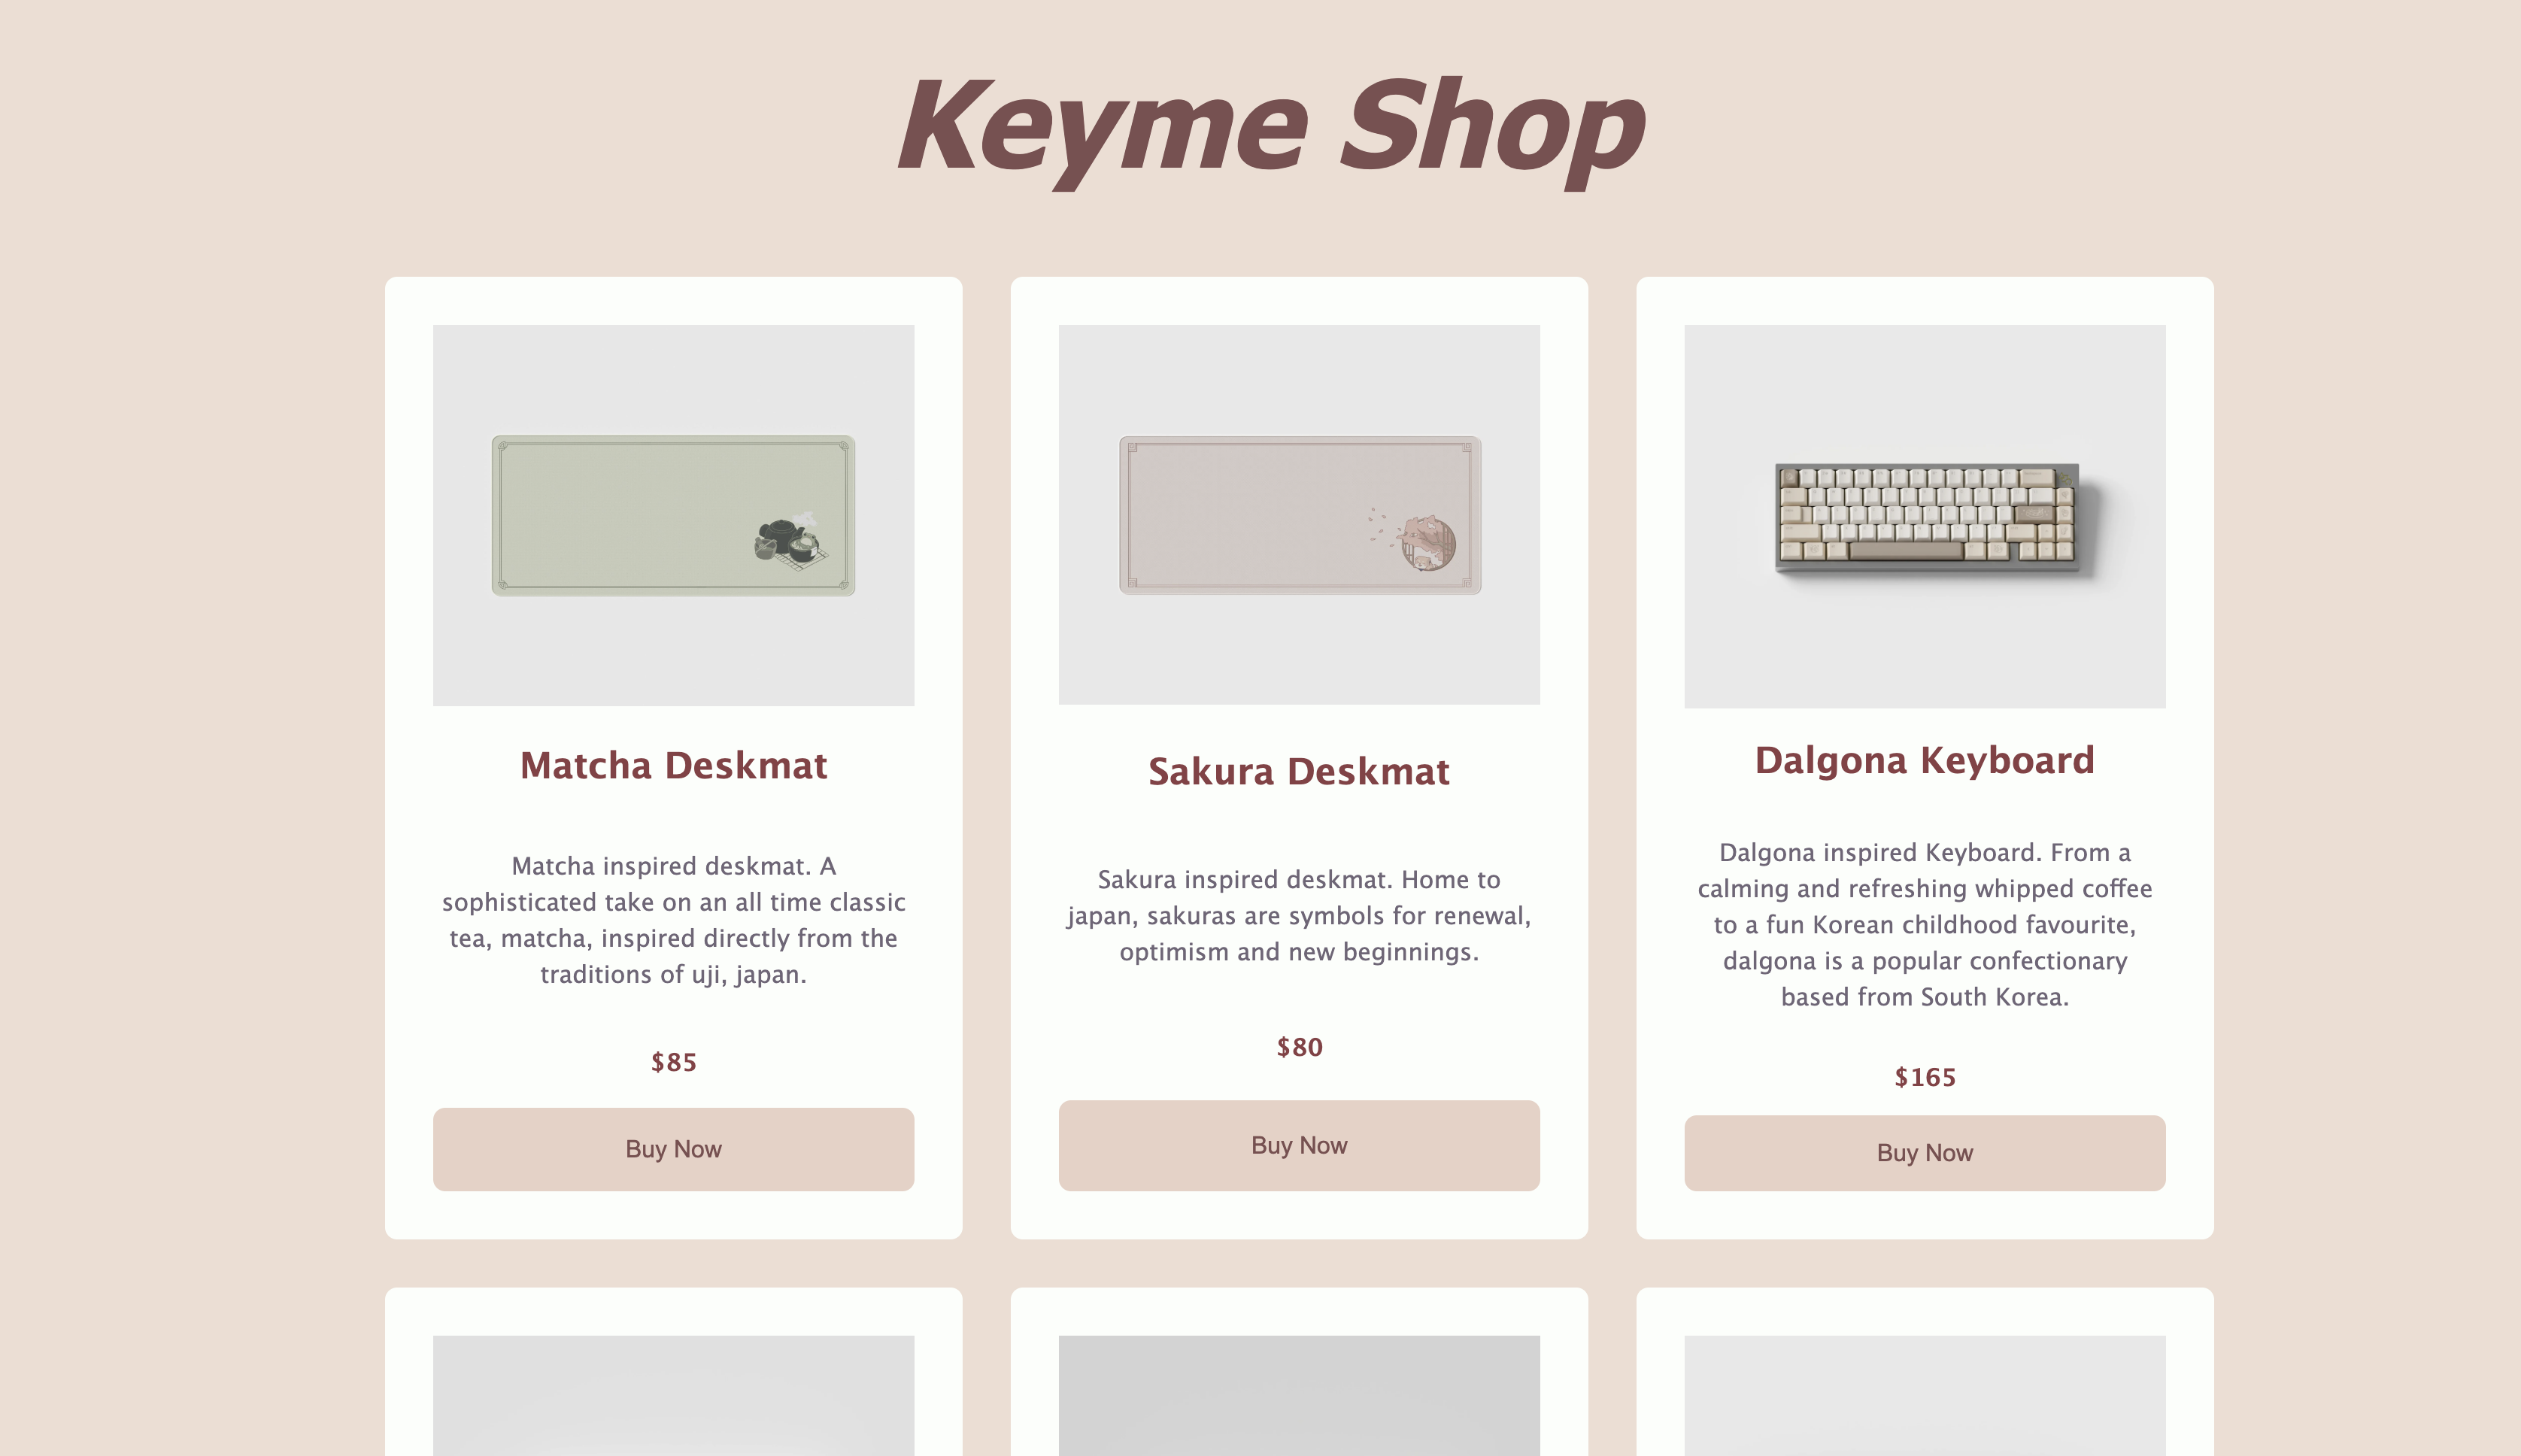 Keyme Shop
Matcha Deskmat
Matcha inspired deskmat. A
sophisticated take on an all time classic
tea, matcha, inspired directly from the
traditions of uji, japan.
$85
Buy Now
Sakura Deskmat
Sakura inspired deskmat. Home to
japan, sakuras are symbols for renewal,
optimism and new beginnings.
$80
Buy Now
Dalgona Keyboard
Dalgona inspired Keyboard. From a
calming and refreshing whipped coffee
to a fun Korean childhood favourite,
dalgona is a popular confectionary
based from South Korea.
$165
Buy Now